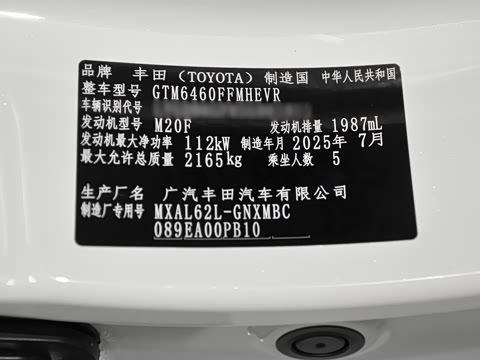 品牌 丰田（TOYOTA）制造国 中华人民共和国
整车型号 GTM6460FFMHEVR
车辆识别代号
发动机型号 M20F 发动机排量 1987mL
发动机最大净功率 112kW 制造年月 2025年 7月
最大允许总质量 2165kg 乘坐人数 5
生产厂名 广汽丰田汽车有限公司
制造厂专用号 MXAL62L-GNXMBC
089EA00PB10